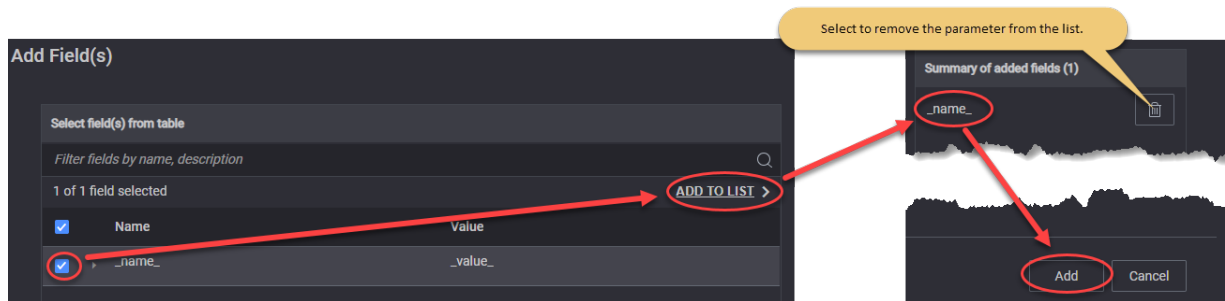 Select to remove the parameter from the list.
Add Field(s)
Select field(s) from table
Filter fields by name, description
1 of 1 field selected
ADD TO LIST >
Name Value
_name_ _value_
Summary of added fields (1)
_name_
Add Cancel